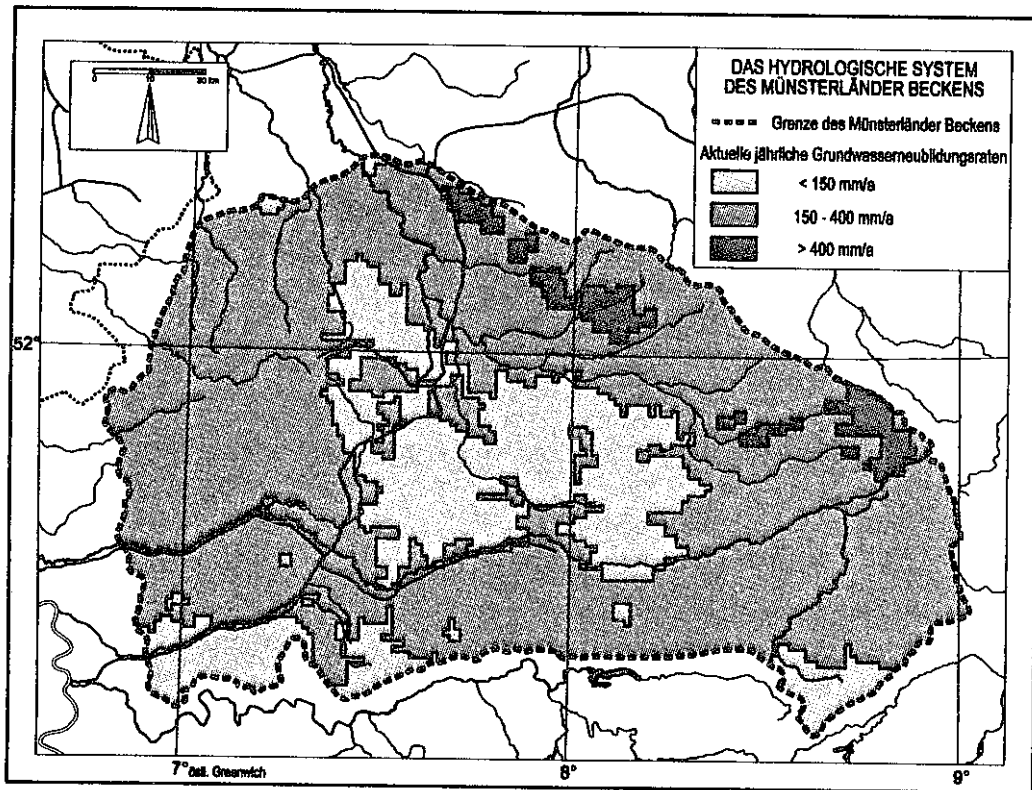 0 10 30 km
DAS HYDROLOGISCHE SYSTEM
DES MÜNSTERLÄNDER BECKENS
Grenze des Münsterländer Beckens
Aktuelle jährliche Grundwasserneubildungsraten
< 150 mm/a
150 - 400 mm/a
> 400 mm/a
52°
7° östl. Greenwich
8°
9°